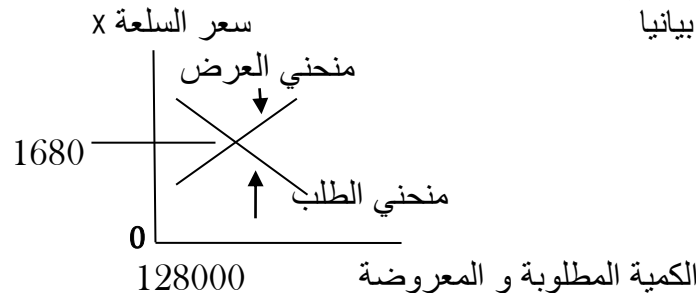 بيانيا
سعر السلعة x
منحني العرض
1680
منحني الطلب
0
128000
الكمية المطلوبة و المعروضة